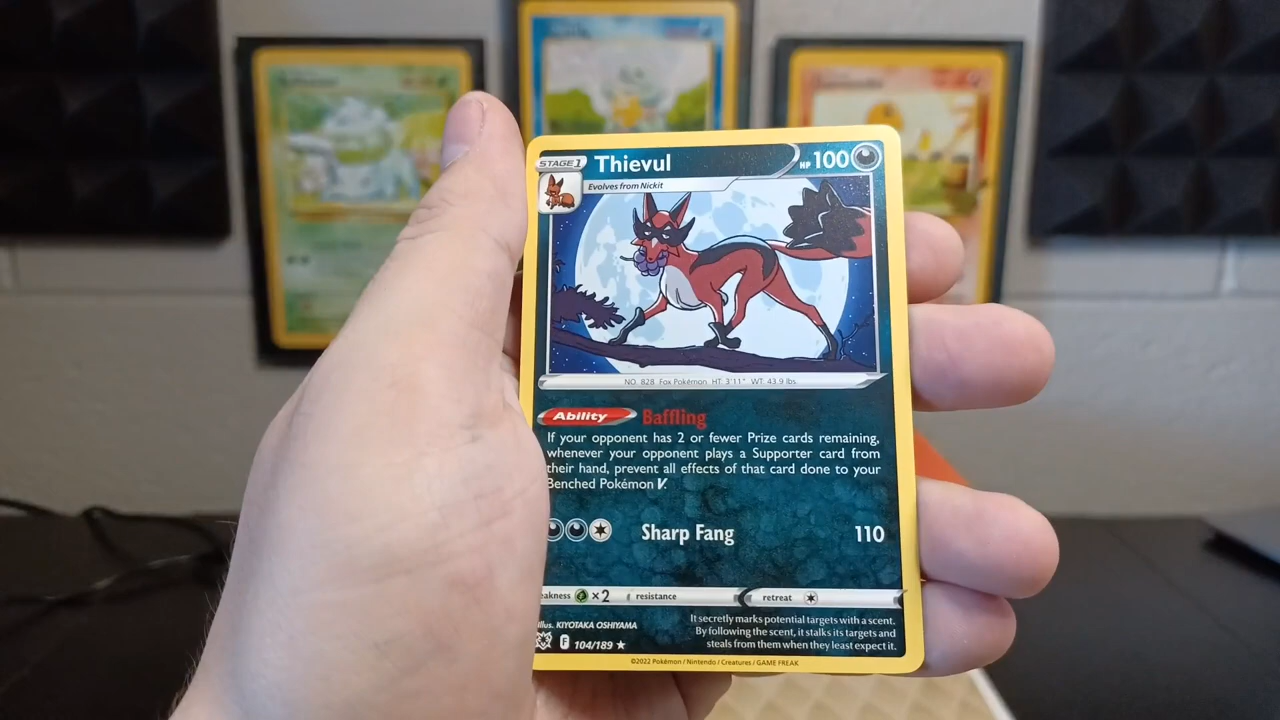 STAGE 1 Thievul HP 100
Evolves from Nickit
NO. 828 Fox Pokémon HT: 3'11" WT: 43.9 lbs.
Ability Baffling
If your opponent has 2 or fewer Prize cards remaining,
whenever your opponent plays a Supporter card from
their hand, prevent all effects of that card done to your
Benched Pokémon V.
Sharp Fang 110
eakness ×2 resistance retreat
Illus. KIYOTAKA OSHIYAMA
It secretly marks potential targets with a scent.
By following the scent, it stalks its targets and
steals from them when they least expect it.
F 104/189 ★
©2022 Pokémon / Nintendo / Creatures / GAME FREAK